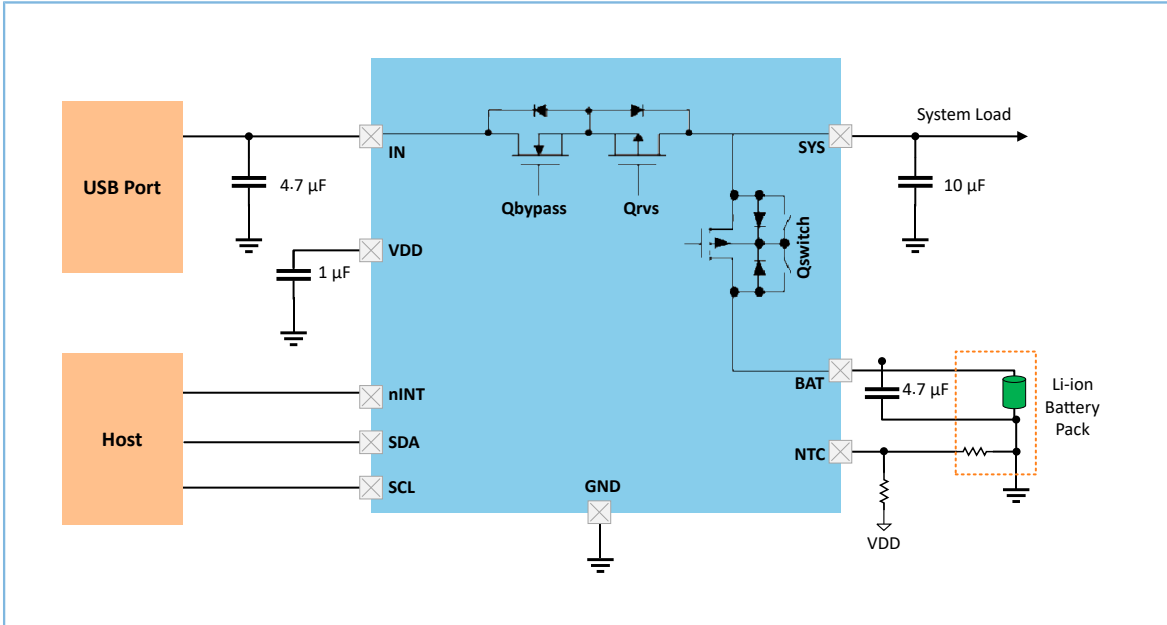 USB Port
4.7 µF
IN
Qbypass
Qrvs
SYS
System Load
10 µF
VDD
1 µF
Qswitch
BAT
4.7 µF
Li-ion
Battery
Pack
Host
nINT
SDA
SCL
NTC
GND
VDD